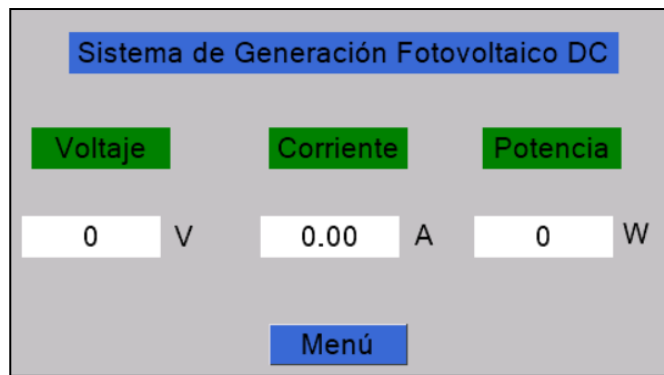 Sistema de Generación Fotovoltaico DC
Voltaje Corriente Potencia
0 V 0.00 A 0 W
Menú